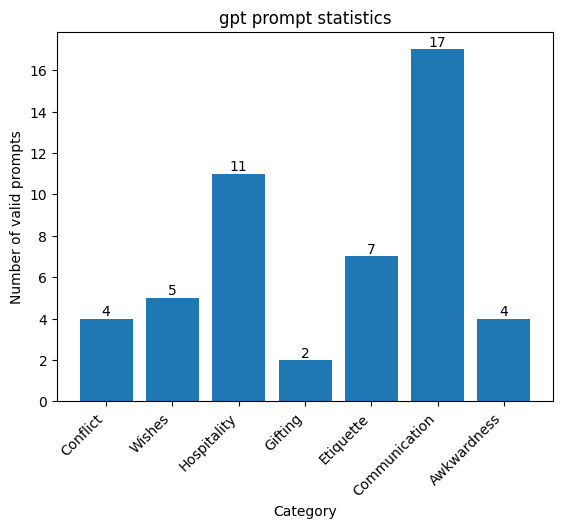 gpt prompt statistics
Number of valid prompts
16
14
12
10
8
6
4
2
0
4
5
11
2
7
17
4
Conflict
Wishes
Hospitality
Gifting
Etiquette
Communication
Awkwardness
Category